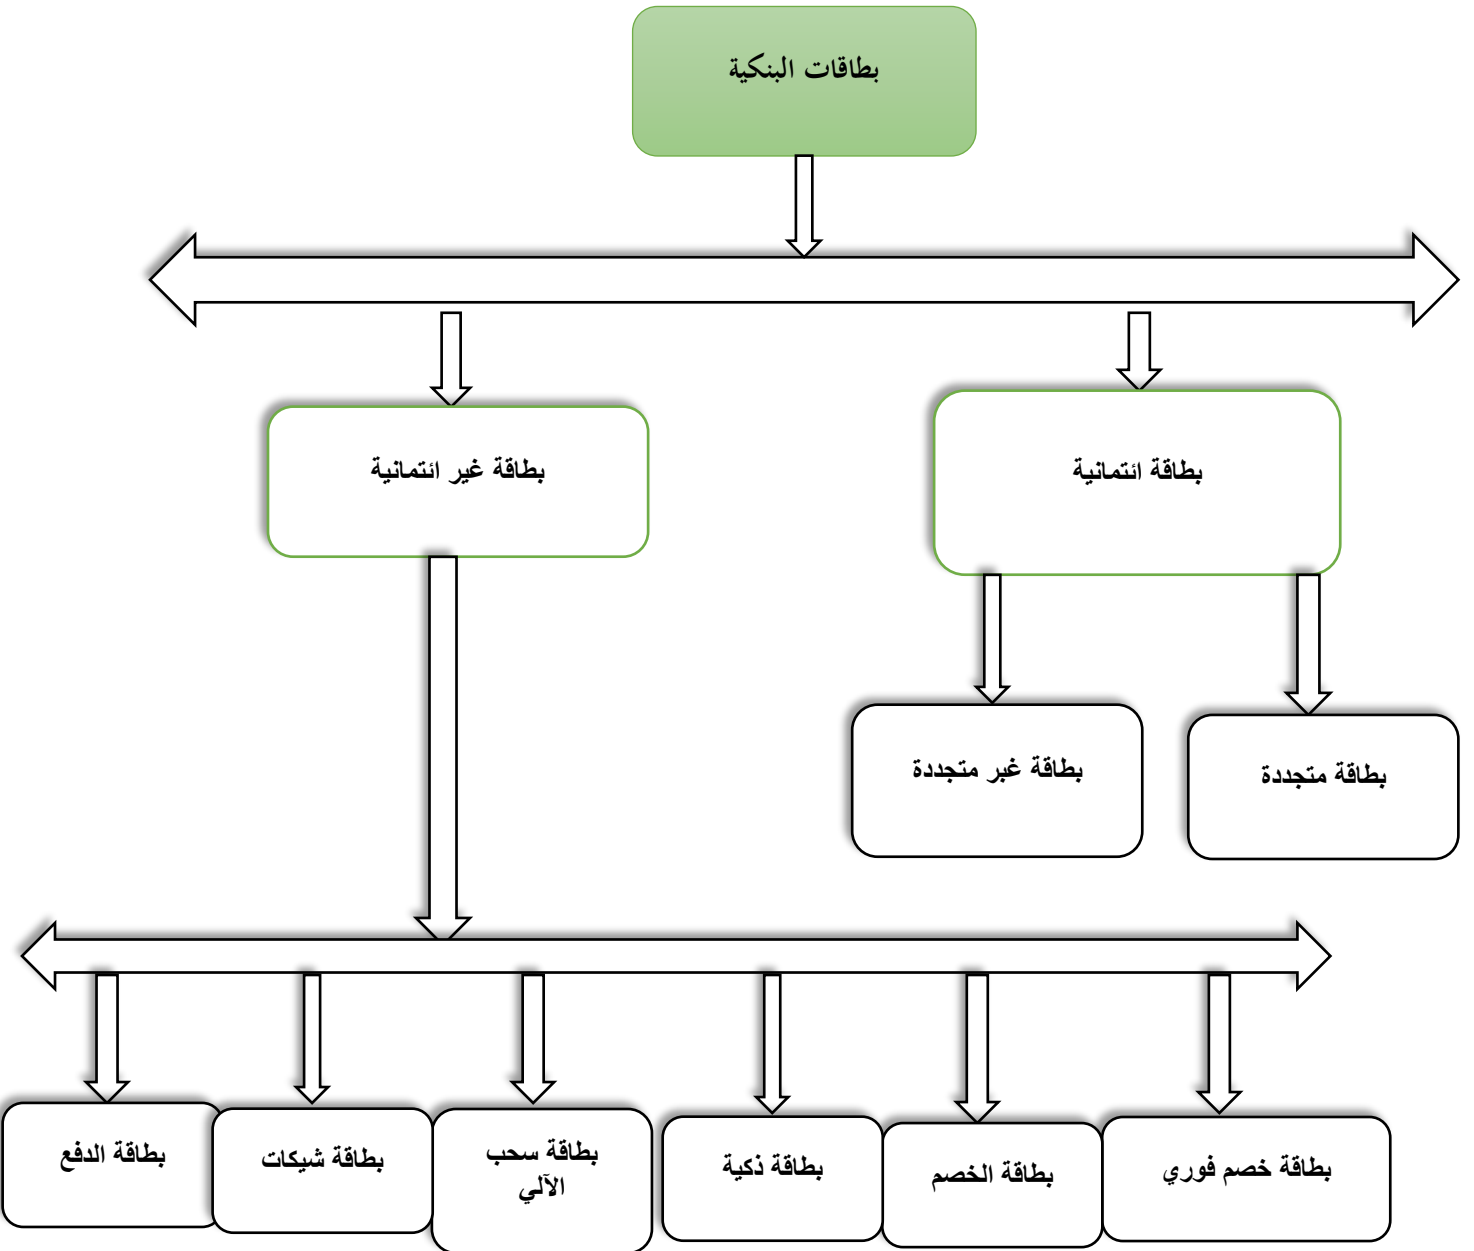 بطاقات البنكية
بطاقة ائتمانية
بطاقة غير ائتمانية
بطاقة متجددة
بطاقة غبر متجددة
بطاقة خصم فوري
بطاقة الخصم
بطاقة ذكية
بطاقة سحب
الآلي
بطاقة شيكات
بطاقة الدفع